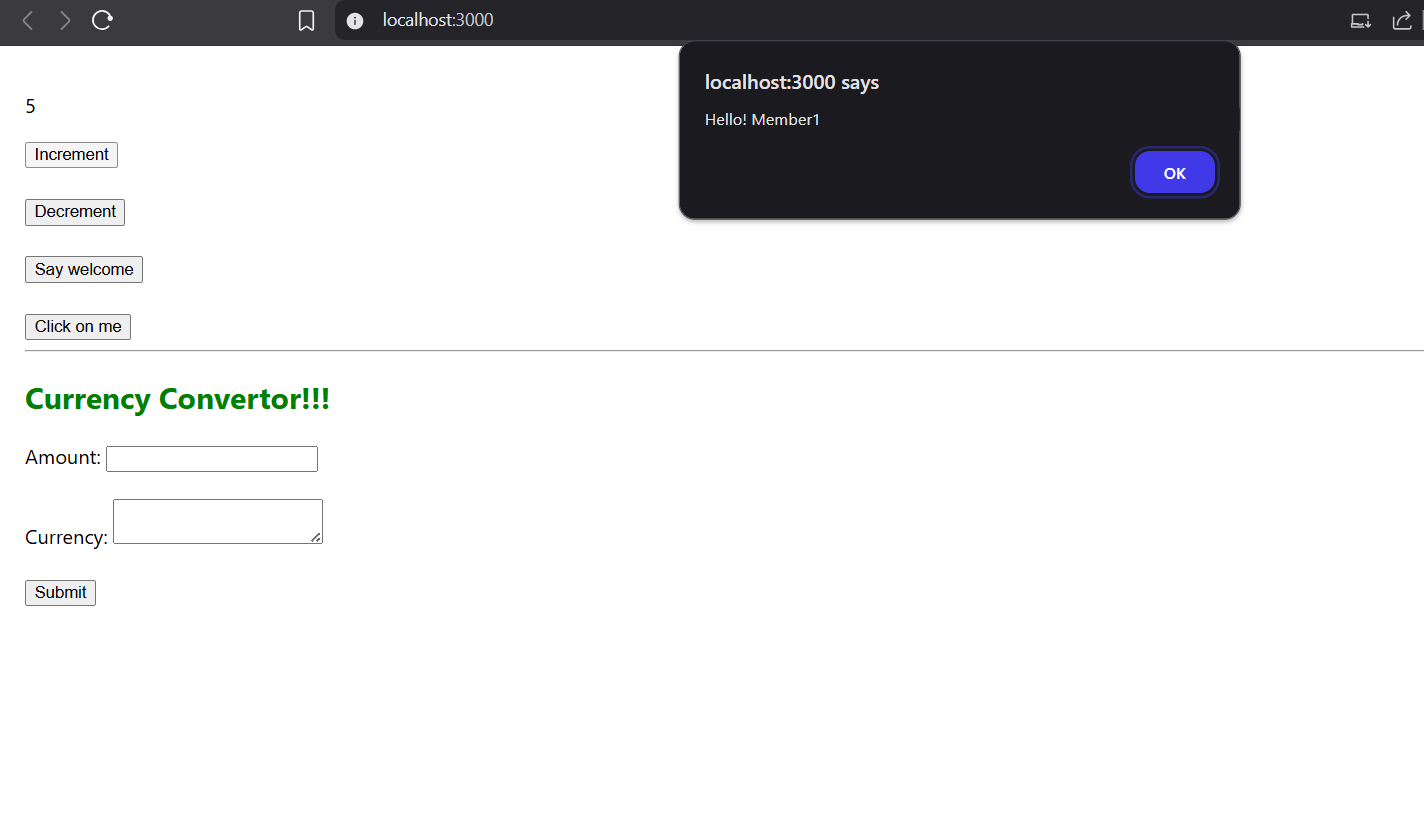 localhost:3000
localhost:3000 says
Hello! Member1
OK
5
Increment
Decrement
Say welcome
Click on me
Currency Convertor!!!
Amount:
Currency:
Submit